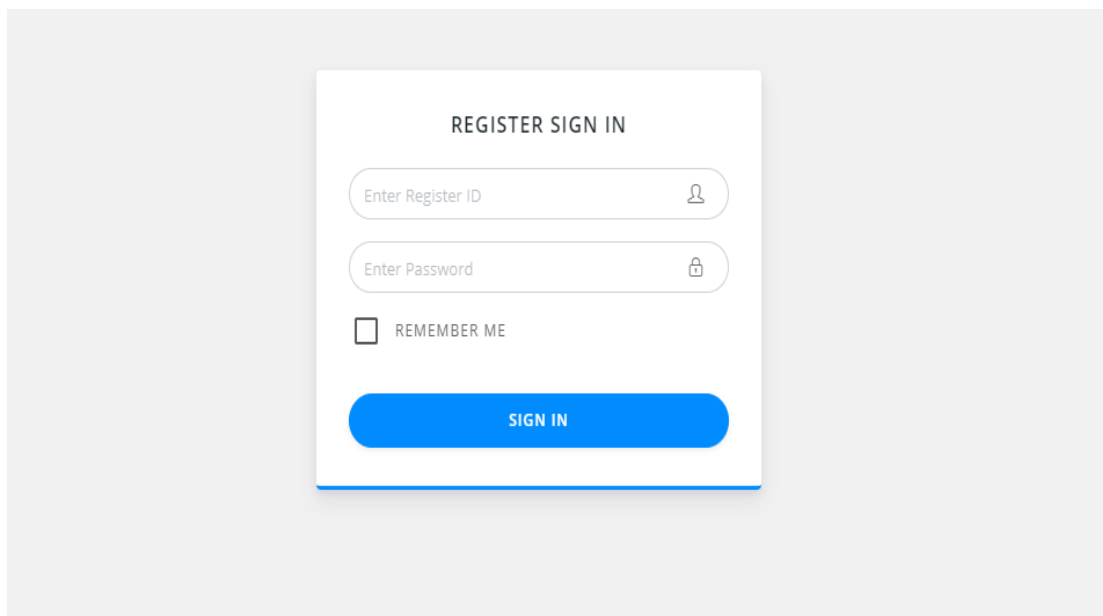 REGISTER SIGN IN
Enter Register ID
Enter Password
REMEMBER ME
SIGN IN